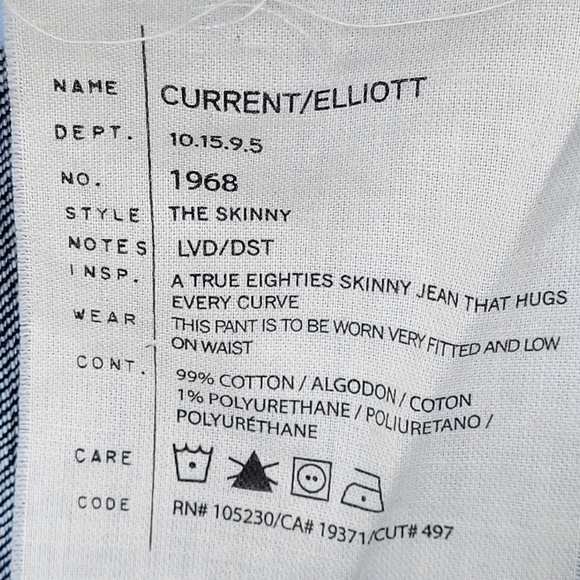 NAME CURRENT/ELLIOTT
DEPT. 10.15.9.5
NO. 1968
STYLE THE SKINNY
NOTES LVD/DST
INSP. A TRUE EIGHTIES SKINNY JEAN THAT HUGS
EVERY CURVE
WEAR THIS PANT IS TO BE WORN VERY FITTED AND LOW
ON WAIST
CONT. 99% COTTON / ALGODON / COTON
1% POLYURETHANE / POLIURETANO /
POLYURÉTHANE
CARE
CODE RN# 105230/CA# 19371/CUT# 497